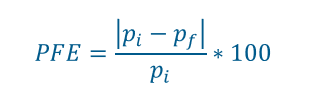 PFE = |p_i − p_f| / p_i * 100